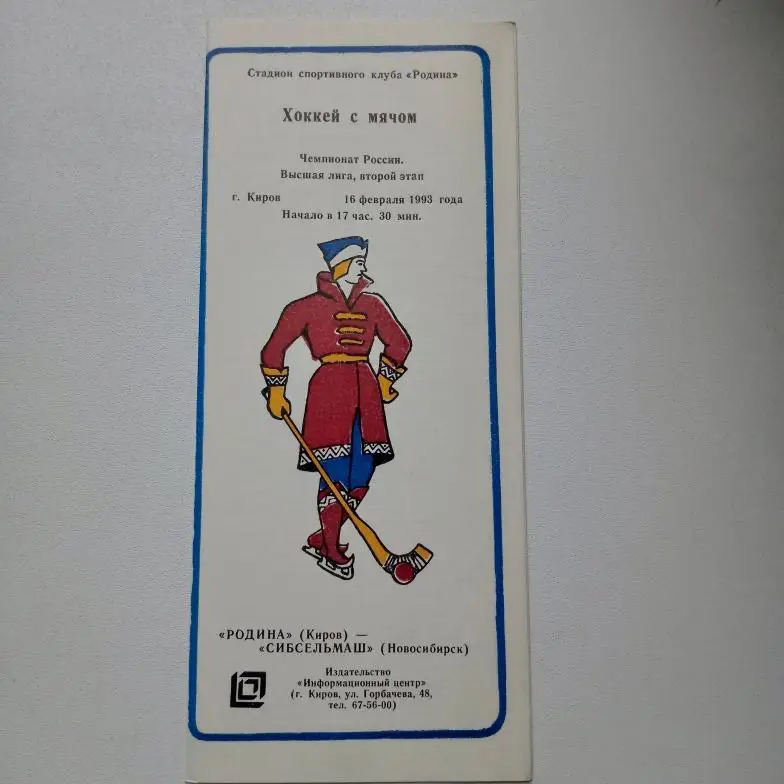 Стадион спортивного клуба «Родина»
Хоккей с мячом
Чемпионат России.
Высшая лига, второй этап
г. Киров 16 февраля 1993 года
Начало в 17 час. 30 мин.
«РОДИНА» (Киров) —
«СИБСЕЛЬМАШ» (Новосибирск)
Издательство
«Информационный центр»
(г. Киров, ул. Горбачева, 48,
тел. 67-56-00)